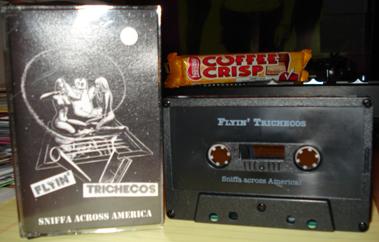 FLYIN'
TRICHECOS
SNIFFA ACROSS AMERICA
COFFEE
CRISP
FLYIN' TRICHECOS
Sniffa across America!